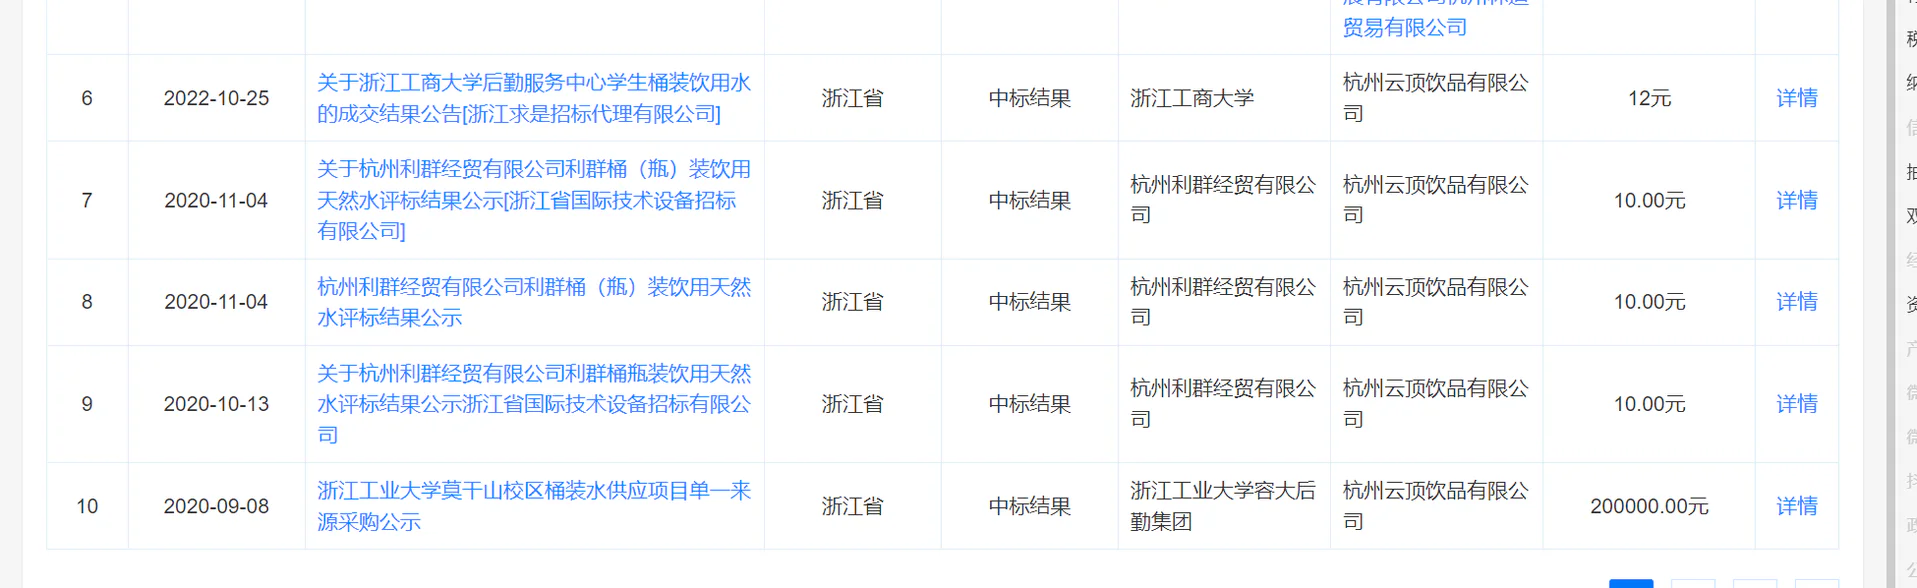 贸易有限公司
6
2022-10-25
关于浙江工商大学后勤服务中心学生桶装饮用水
的成交结果公告[浙江求是招标代理有限公司]
浙江省
中标结果
浙江工商大学
杭州云顶饮品有限公
司
12元
详情
7
2020-11-04
关于杭州利群经贸有限公司利群桶（瓶）装饮用
天然水评标结果公示[浙江省国际技术设备招标
有限公司]
浙江省
中标结果
杭州利群经贸有限公
司
杭州云顶饮品有限公
司
10.00元
详情
8
2020-11-04
杭州利群经贸有限公司利群桶（瓶）装饮用天然
水评标结果公示
浙江省
中标结果
杭州利群经贸有限公
司
杭州云顶饮品有限公
司
10.00元
详情
9
2020-10-13
关于杭州利群经贸有限公司利群桶瓶装饮用天然
水评标结果公示浙江省国际技术设备招标有限公
司
浙江省
中标结果
杭州利群经贸有限公
司
杭州云顶饮品有限公
司
10.00元
详情
10
2020-09-08
浙江工业大学莫干山校区桶装水供应项目单一来
源采购公示
浙江省
中标结果
浙江工业大学容大后
勤集团
杭州云顶饮品有限公
司
200000.00元
详情